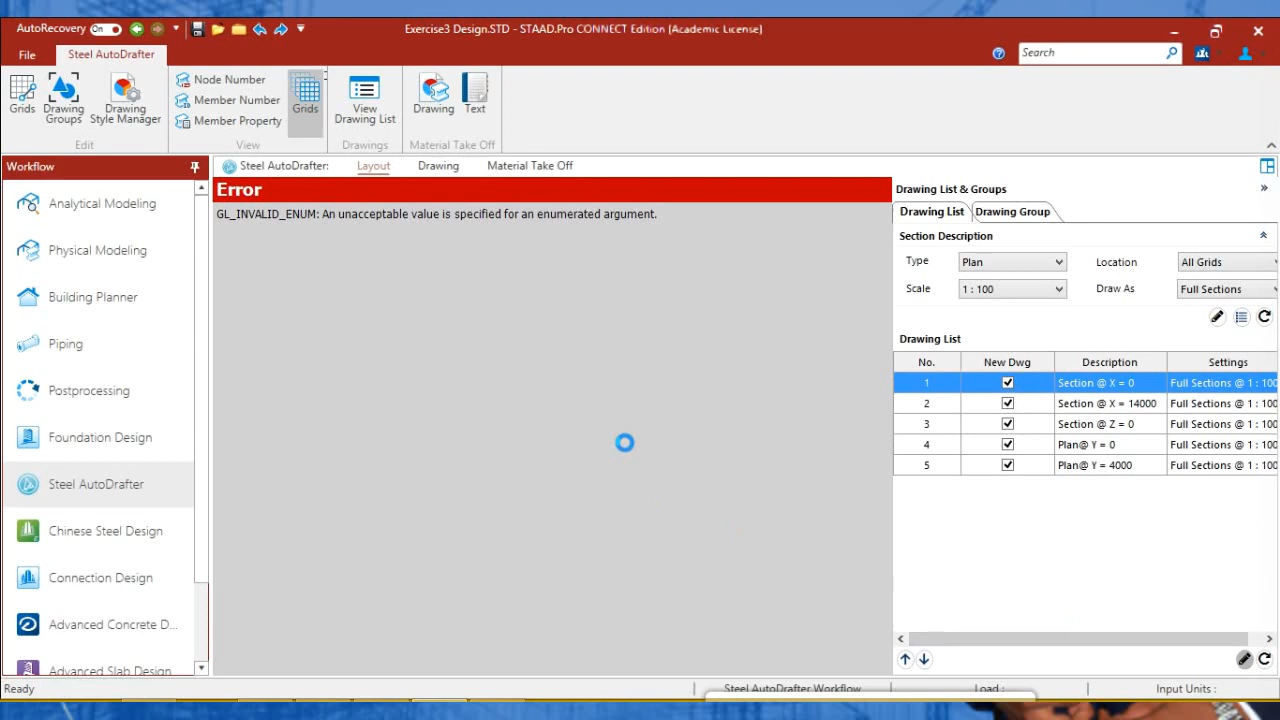 AutoRecovery On
Exercise3 Design.STD - STAAD.Pro CONNECT Edition [Academic License]
File
Steel AutoDrafter
Search
Grids
Drawing Groups
Drawing Style Manager
Node Number
Member Number
Member Property
Grids
View Drawing List
Drawing
Text
Edit
View
Drawings
Material Take Off
Workflow
Steel AutoDrafter:
Layout
Drawing
Material Take Off
Analytical Modeling
Physical Modeling
Building Planner
Piping
Postprocessing
Foundation Design
Steel AutoDrafter
Chinese Steel Design
Connection Design
Advanced Concrete D...
Advanced Slab Design
Error
GL_INVALID_ENUM: An unacceptable value is specified for an enumerated argument.
Drawing List & Groups
Drawing List
Drawing Group
Section Description
Type
Plan
Location
All Grids
Scale
1 : 100
Draw As
Full Sections
Drawing List
No. New Dwg Description Settings
1 Section @ X = 0 Full Sections @ 1 : 100
2 Section @ X = 14000 Full Sections @ 1 : 100
3 Section @ Z = 0 Full Sections @ 1 : 100
4 Plan@ Y = 0 Full Sections @ 1 : 100
5 Plan@ Y = 4000 Full Sections @ 1 : 100
Ready
Steel AutoDrafter Workflow
Load :
Input Units :